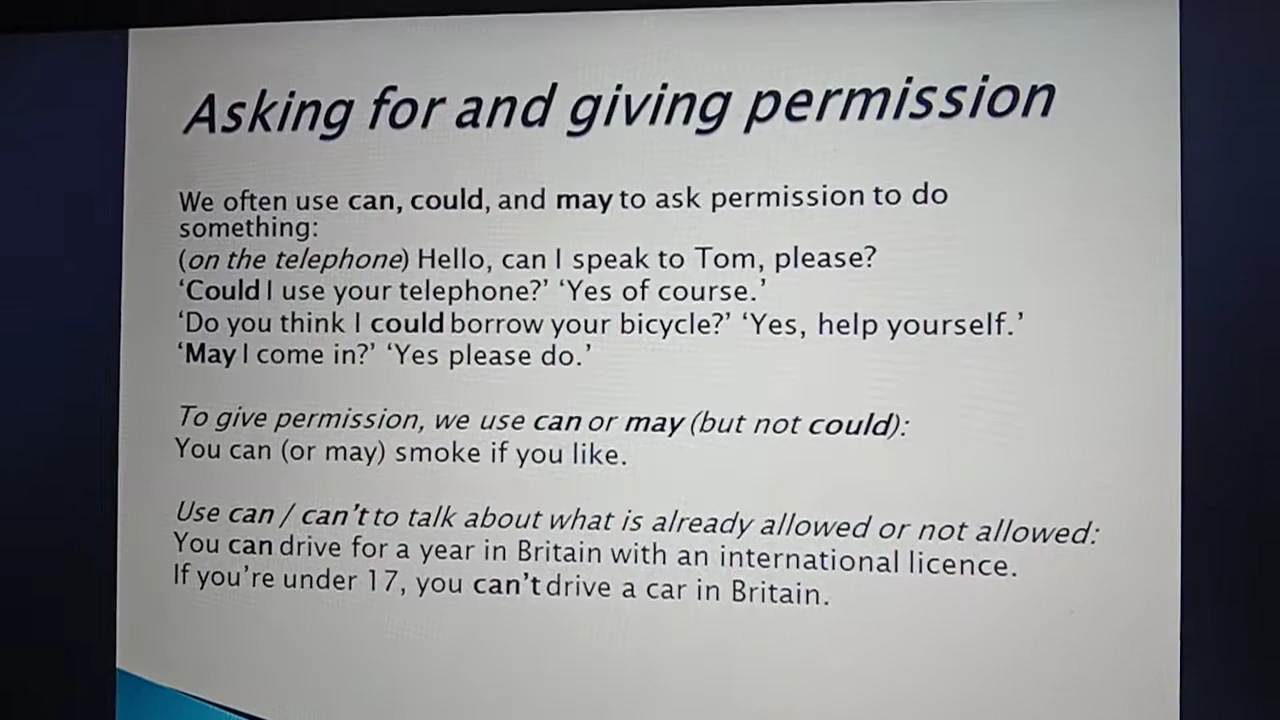 Asking for and giving permission
We often use can, could, and may to ask permission to do
something:
(on the telephone) Hello, can I speak to Tom, please?
‘Could I use your telephone?’ ‘Yes of course.’
‘Do you think I could borrow your bicycle?’ ‘Yes, help yourself.’
‘May I come in?’ ‘Yes please do.’
To give permission, we use can or may (but not could):
You can (or may) smoke if you like.
Use can / can’t to talk about what is already allowed or not allowed:
You can drive for a year in Britain with an international licence.
If you’re under 17, you can’t drive a car in Britain.